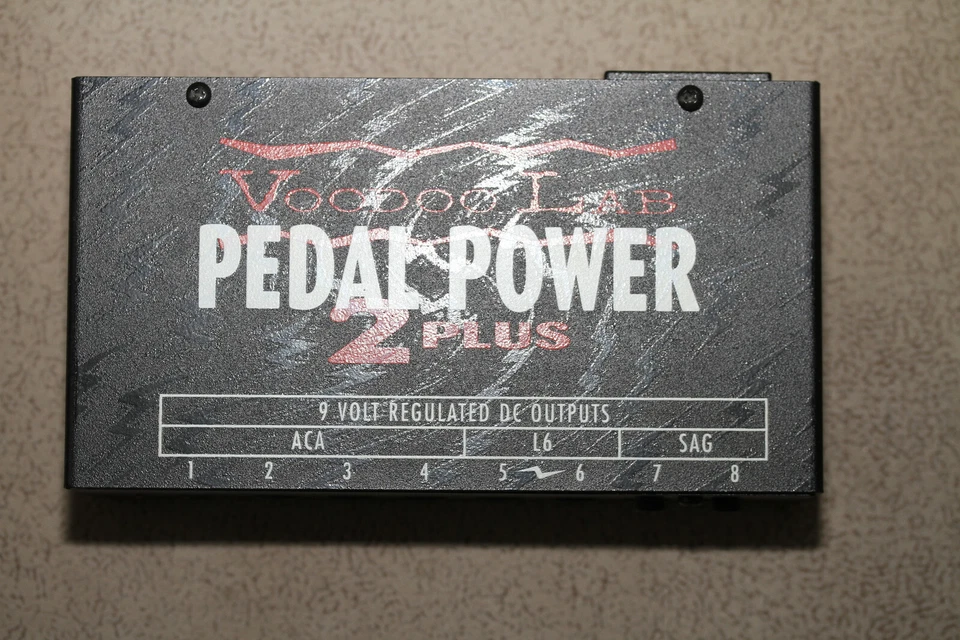 VOODOO LAB
PEDAL POWER
2 PLUS
9 VOLT REGULATED DC OUTPUTS
ACA L6 SAG
1 2 3 4 5 6 7 8